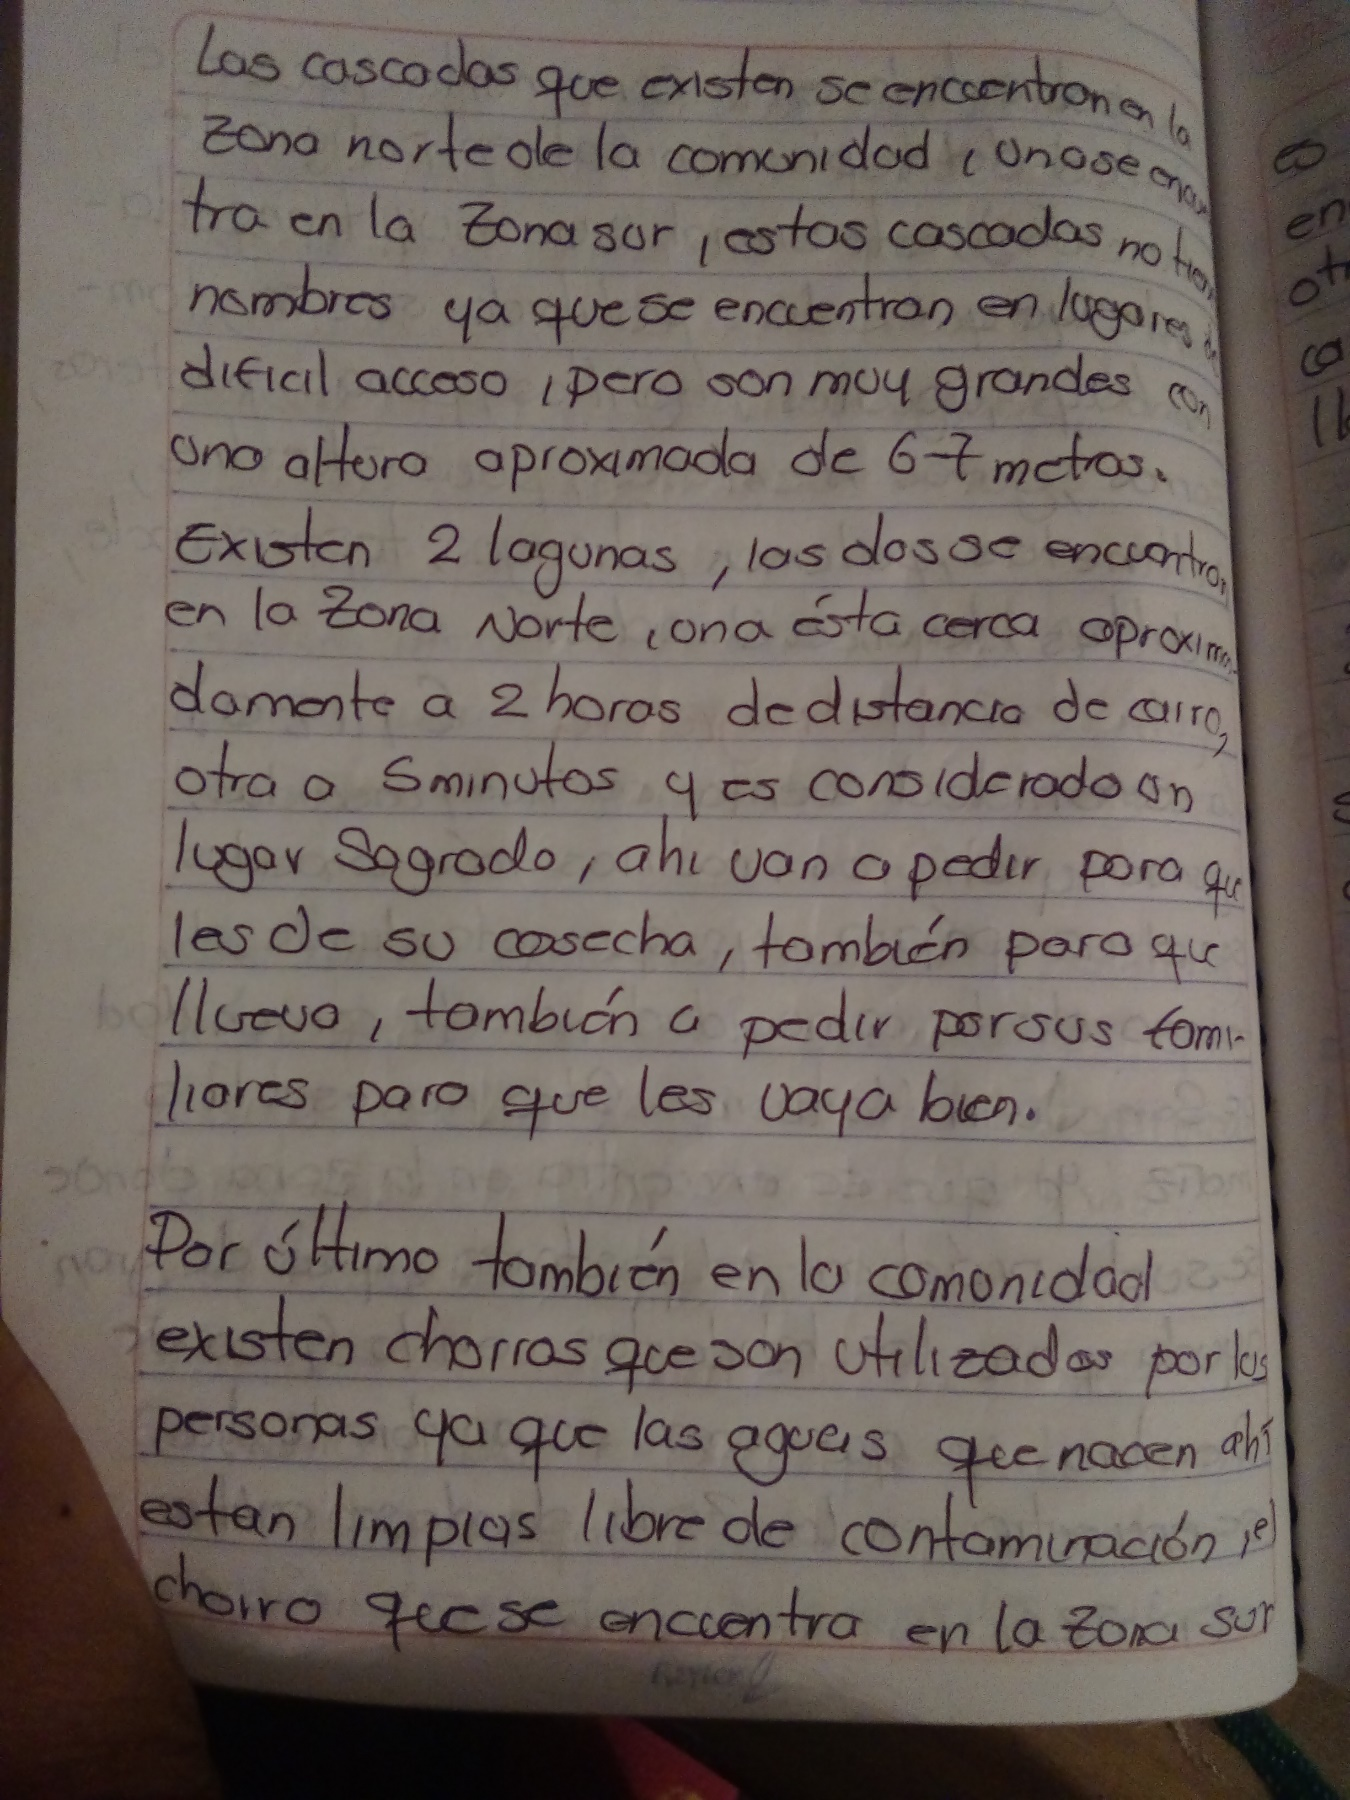 Las cascadas que existen se encuentran en la
zona norte de la comunidad, una se encuen
tra en la zona sur, estas cascadas no tienen
nombres ya que se encuentran en lugares de
dificil acceso, pero son muy grandes con
una altura aproximada de 6-7 metros.
Existen 2 lagunas, las dos se encuentran
en la zona Norte, una ésta cerca aproxima-
damente a 2 horas de distancia de carro,
otra a 5 minutos y es considerado un
lugar Sagrado, ahi van a pedir para que
les de su cosecha, también para que
llueva, también a pedir por sus fami-
liares para que les vaya bien.
Por último también en la comunidad
existen chorros que son utilizados por las
personas ya que las aguas que nacen ahí
estan limpias libre de contaminación, el
chorro que se encuentra en la zona sur